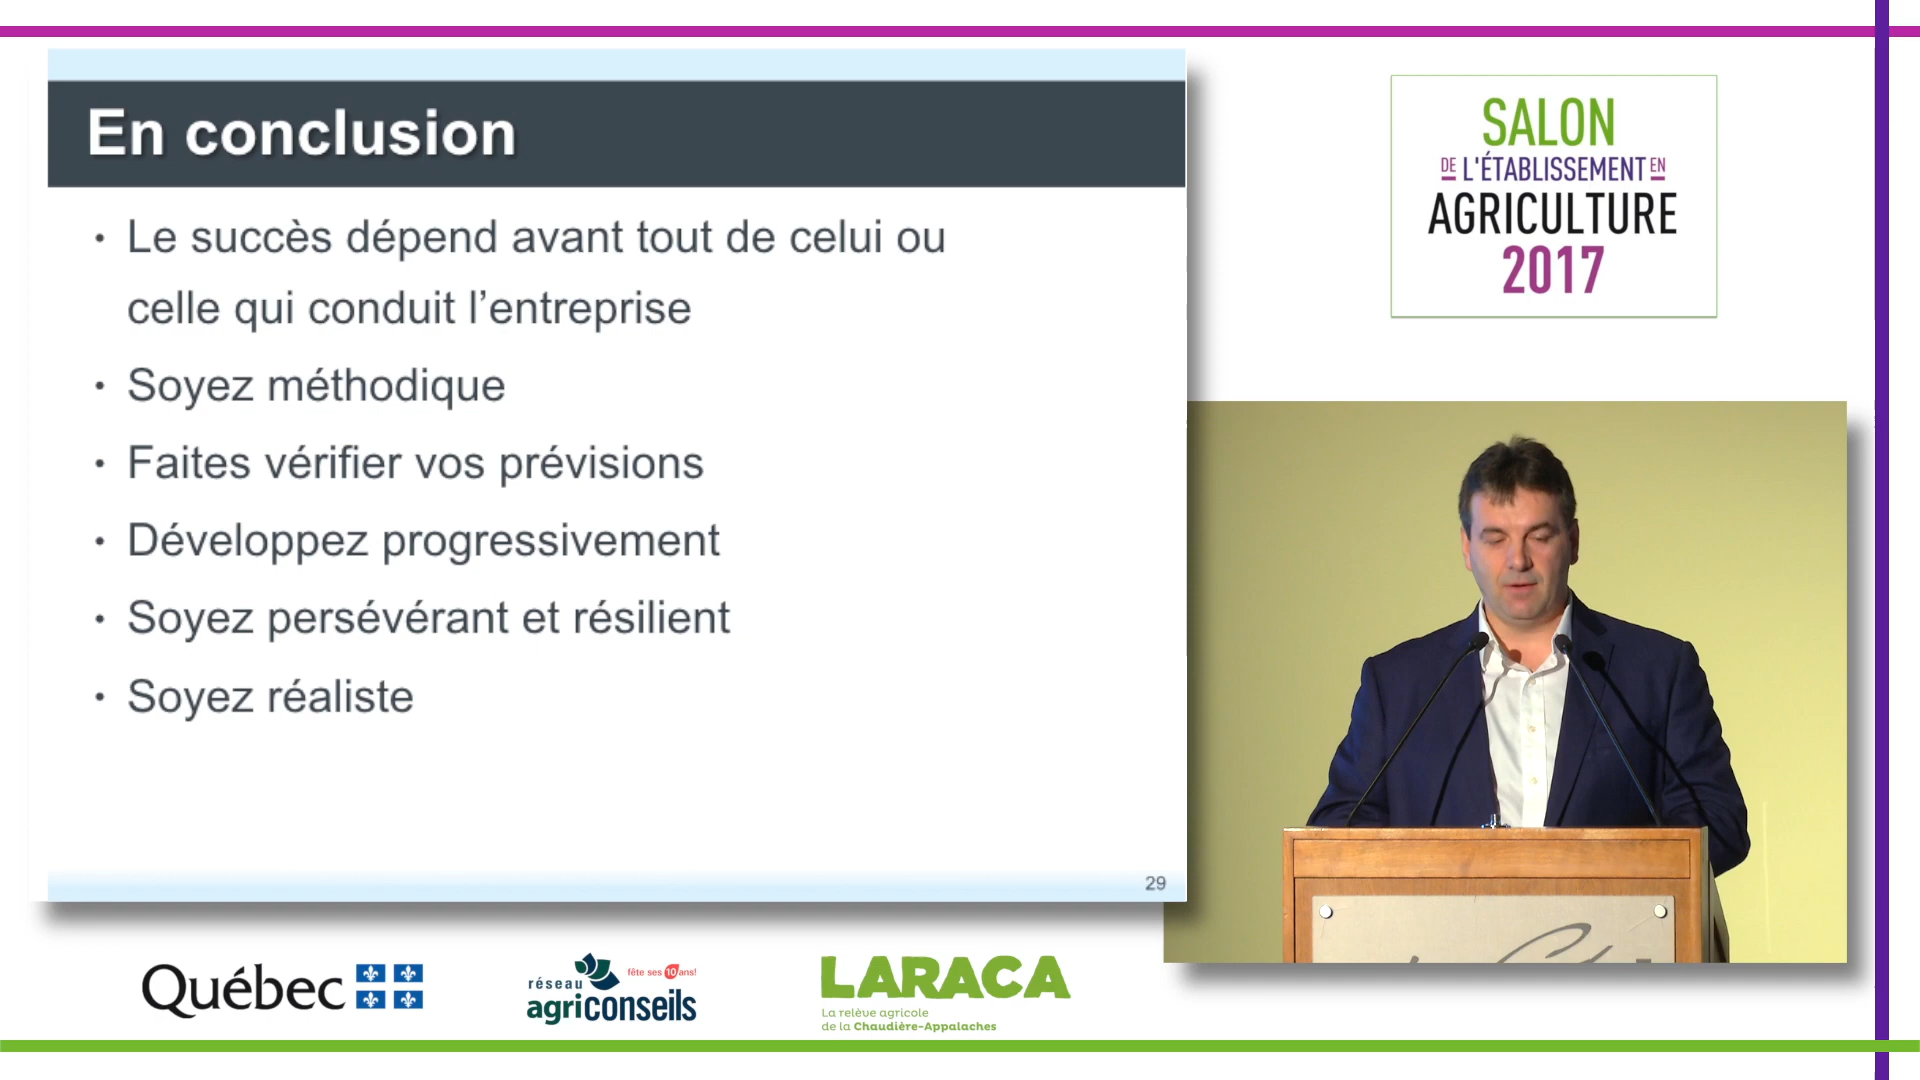 En conclusion
• Le succès dépend avant tout de celui ou
celle qui conduit l’entreprise
• Soyez méthodique
• Faites vérifier vos prévisions
• Développez progressivement
• Soyez persévérant et résilient
• Soyez réaliste
29
SALON
DE L'ÉTABLISSEMENT EN
AGRICULTURE
2017
Québec
réseau
agriconseils
fête ses 10 ans!
LARACA
La relève agricole
de la Chaudière-Appalaches